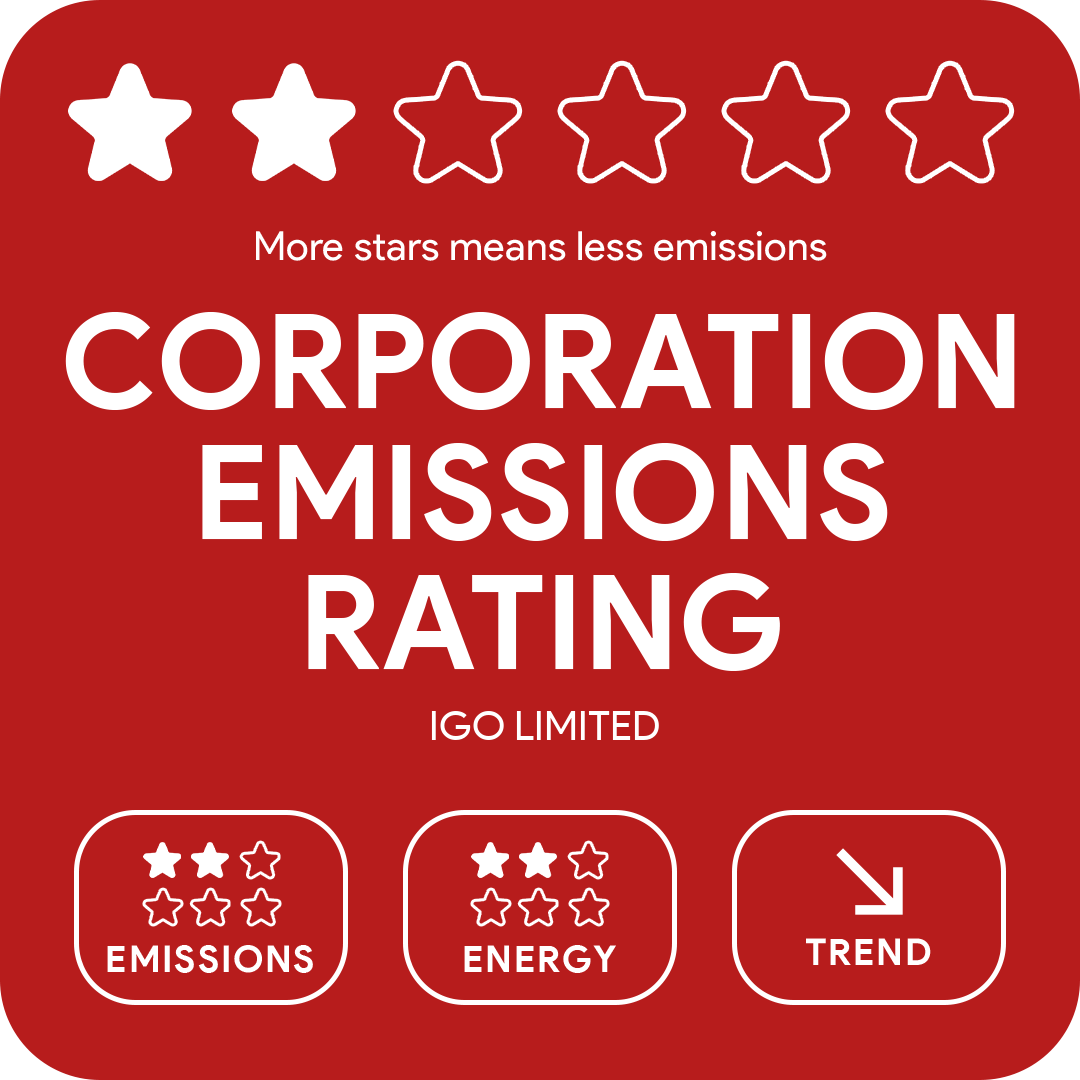 More stars means less emissions
CORPORATION
EMISSIONS
RATING
IGO LIMITED
EMISSIONS
ENERGY
TREND